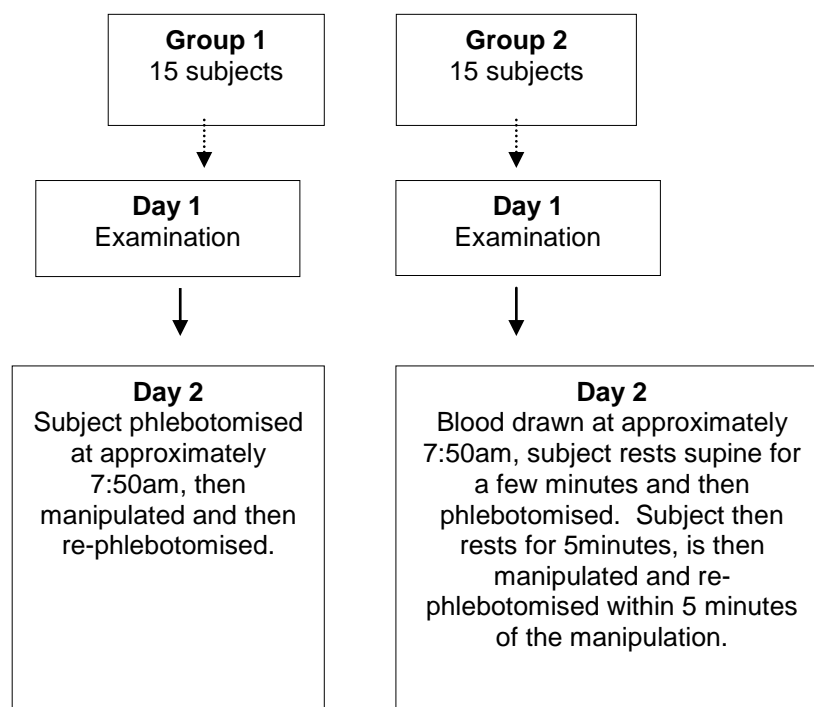 Group 1
15 subjects
Group 2
15 subjects
Day 1
Examination
Day 1
Examination
Day 2
Subject phlebotomised
at approximately
7:50am, then
manipulated and then
re-phlebotomised.
Day 2
Blood drawn at approximately
7:50am, subject rests supine for
a few minutes and then
phlebotomised.  Subject then
rests for 5minutes, is then
manipulated and re-
phlebotomised within 5 minutes
of the manipulation.